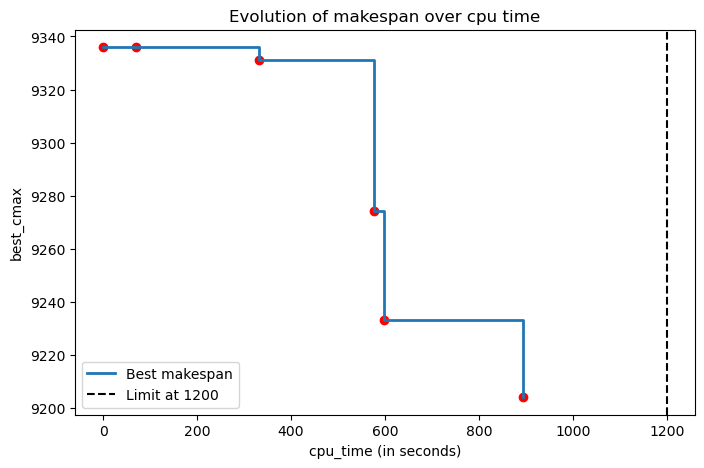 Evolution of makespan over cpu time
best_cmax
9340
9320
9300
9280
9260
9240
9220
9200
Best makespan
Limit at 1200
0 200 400 600 800 1000 1200
cpu_time (in seconds)